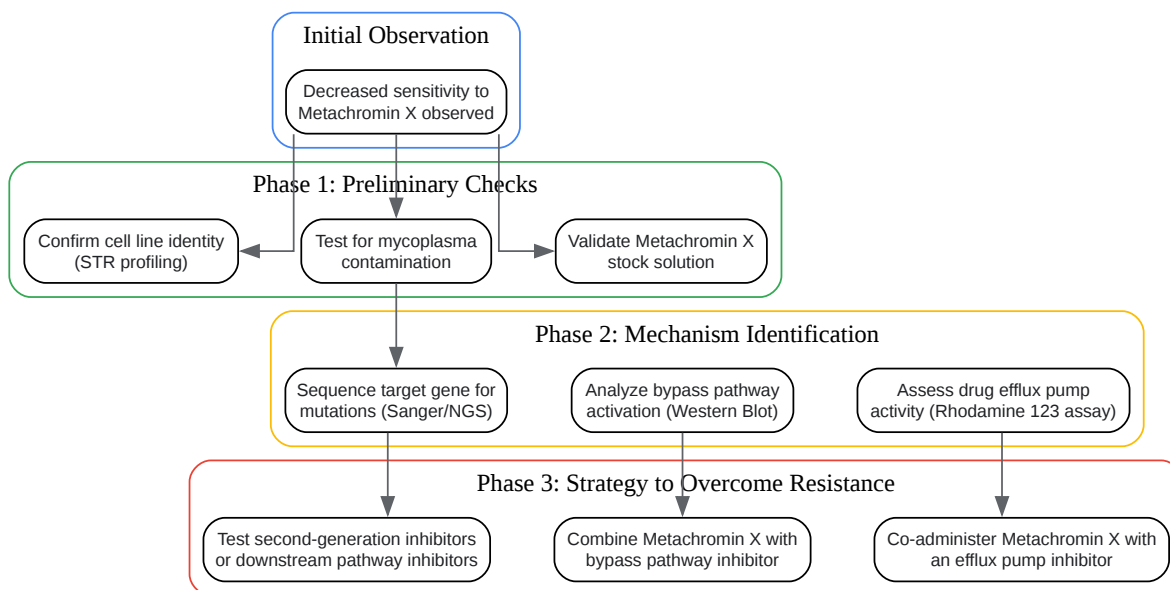 Initial Observation
Decreased sensitivity to
Metachromin X observed
Phase 1: Preliminary Checks
Confirm cell line identity
(STR profiling)
Test for mycoplasma
contamination
Validate Metachromin X
stock solution
Phase 2: Mechanism Identification
Sequence target gene for
mutations (Sanger/NGS)
Analyze bypass pathway
activation (Western Blot)
Assess drug efflux pump
activity (Rhodamine 123 assay)
Phase 3: Strategy to Overcome Resistance
Test second-generation inhibitors
or downstream pathway inhibitors
Combine Metachromin X with
bypass pathway inhibitor
Co-administer Metachromin X with
an efflux pump inhibitor